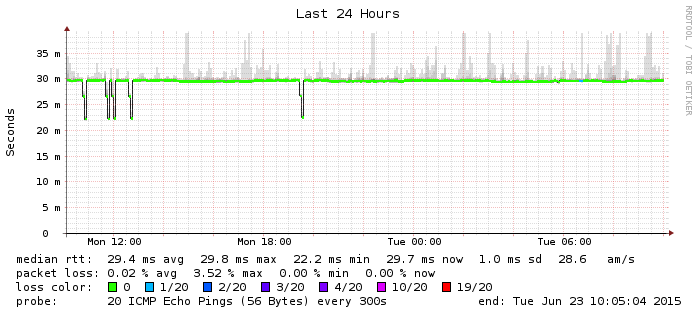 Last 24 Hours
RRDTOOL / TOBI OETIKER
Seconds
35 m
30 m
25 m
20 m
15 m
10 m
5 m
0
Mon 12:00 Mon 18:00 Tue 00:00 Tue 06:00
median rtt: 29.4 ms avg 29.8 ms max 22.2 ms min 29.7 ms now 1.0 ms sd 28.6 am/s
packet loss: 0.02 % avg 3.52 % max 0.00 % min 0.00 % now
loss color: 0 1/20 2/20 3/20 4/20 10/20 19/20
probe: 20 ICMP Echo Pings (56 Bytes) every 300s end: Tue Jun 23 10:05:04 2015